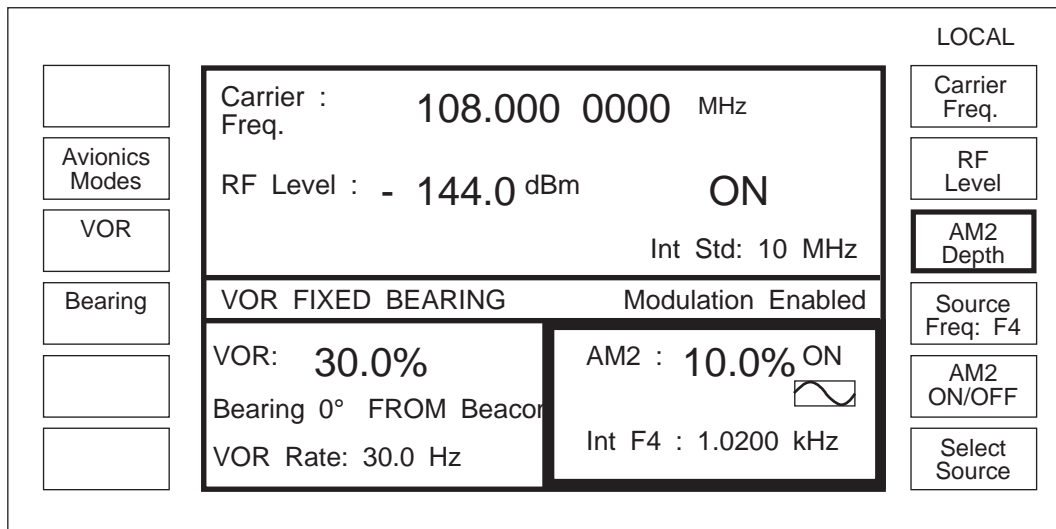 LOCAL
Avionics
Modes
VOR
Bearing
Carrier :
Freq.
108.000 0000 MHz
RF Level : - 144.0 dBm ON
Int Std: 10 MHz
VOR FIXED BEARING Modulation Enabled
VOR: 30.0%
Bearing 0° FROM Beacon
VOR Rate: 30.0 Hz
AM2 : 10.0% ON
Int F4 : 1.0200 kHz
Carrier
Freq.
RF
Level
AM2
Depth
Source
Freq: F4
AM2
ON/OFF
Select
Source